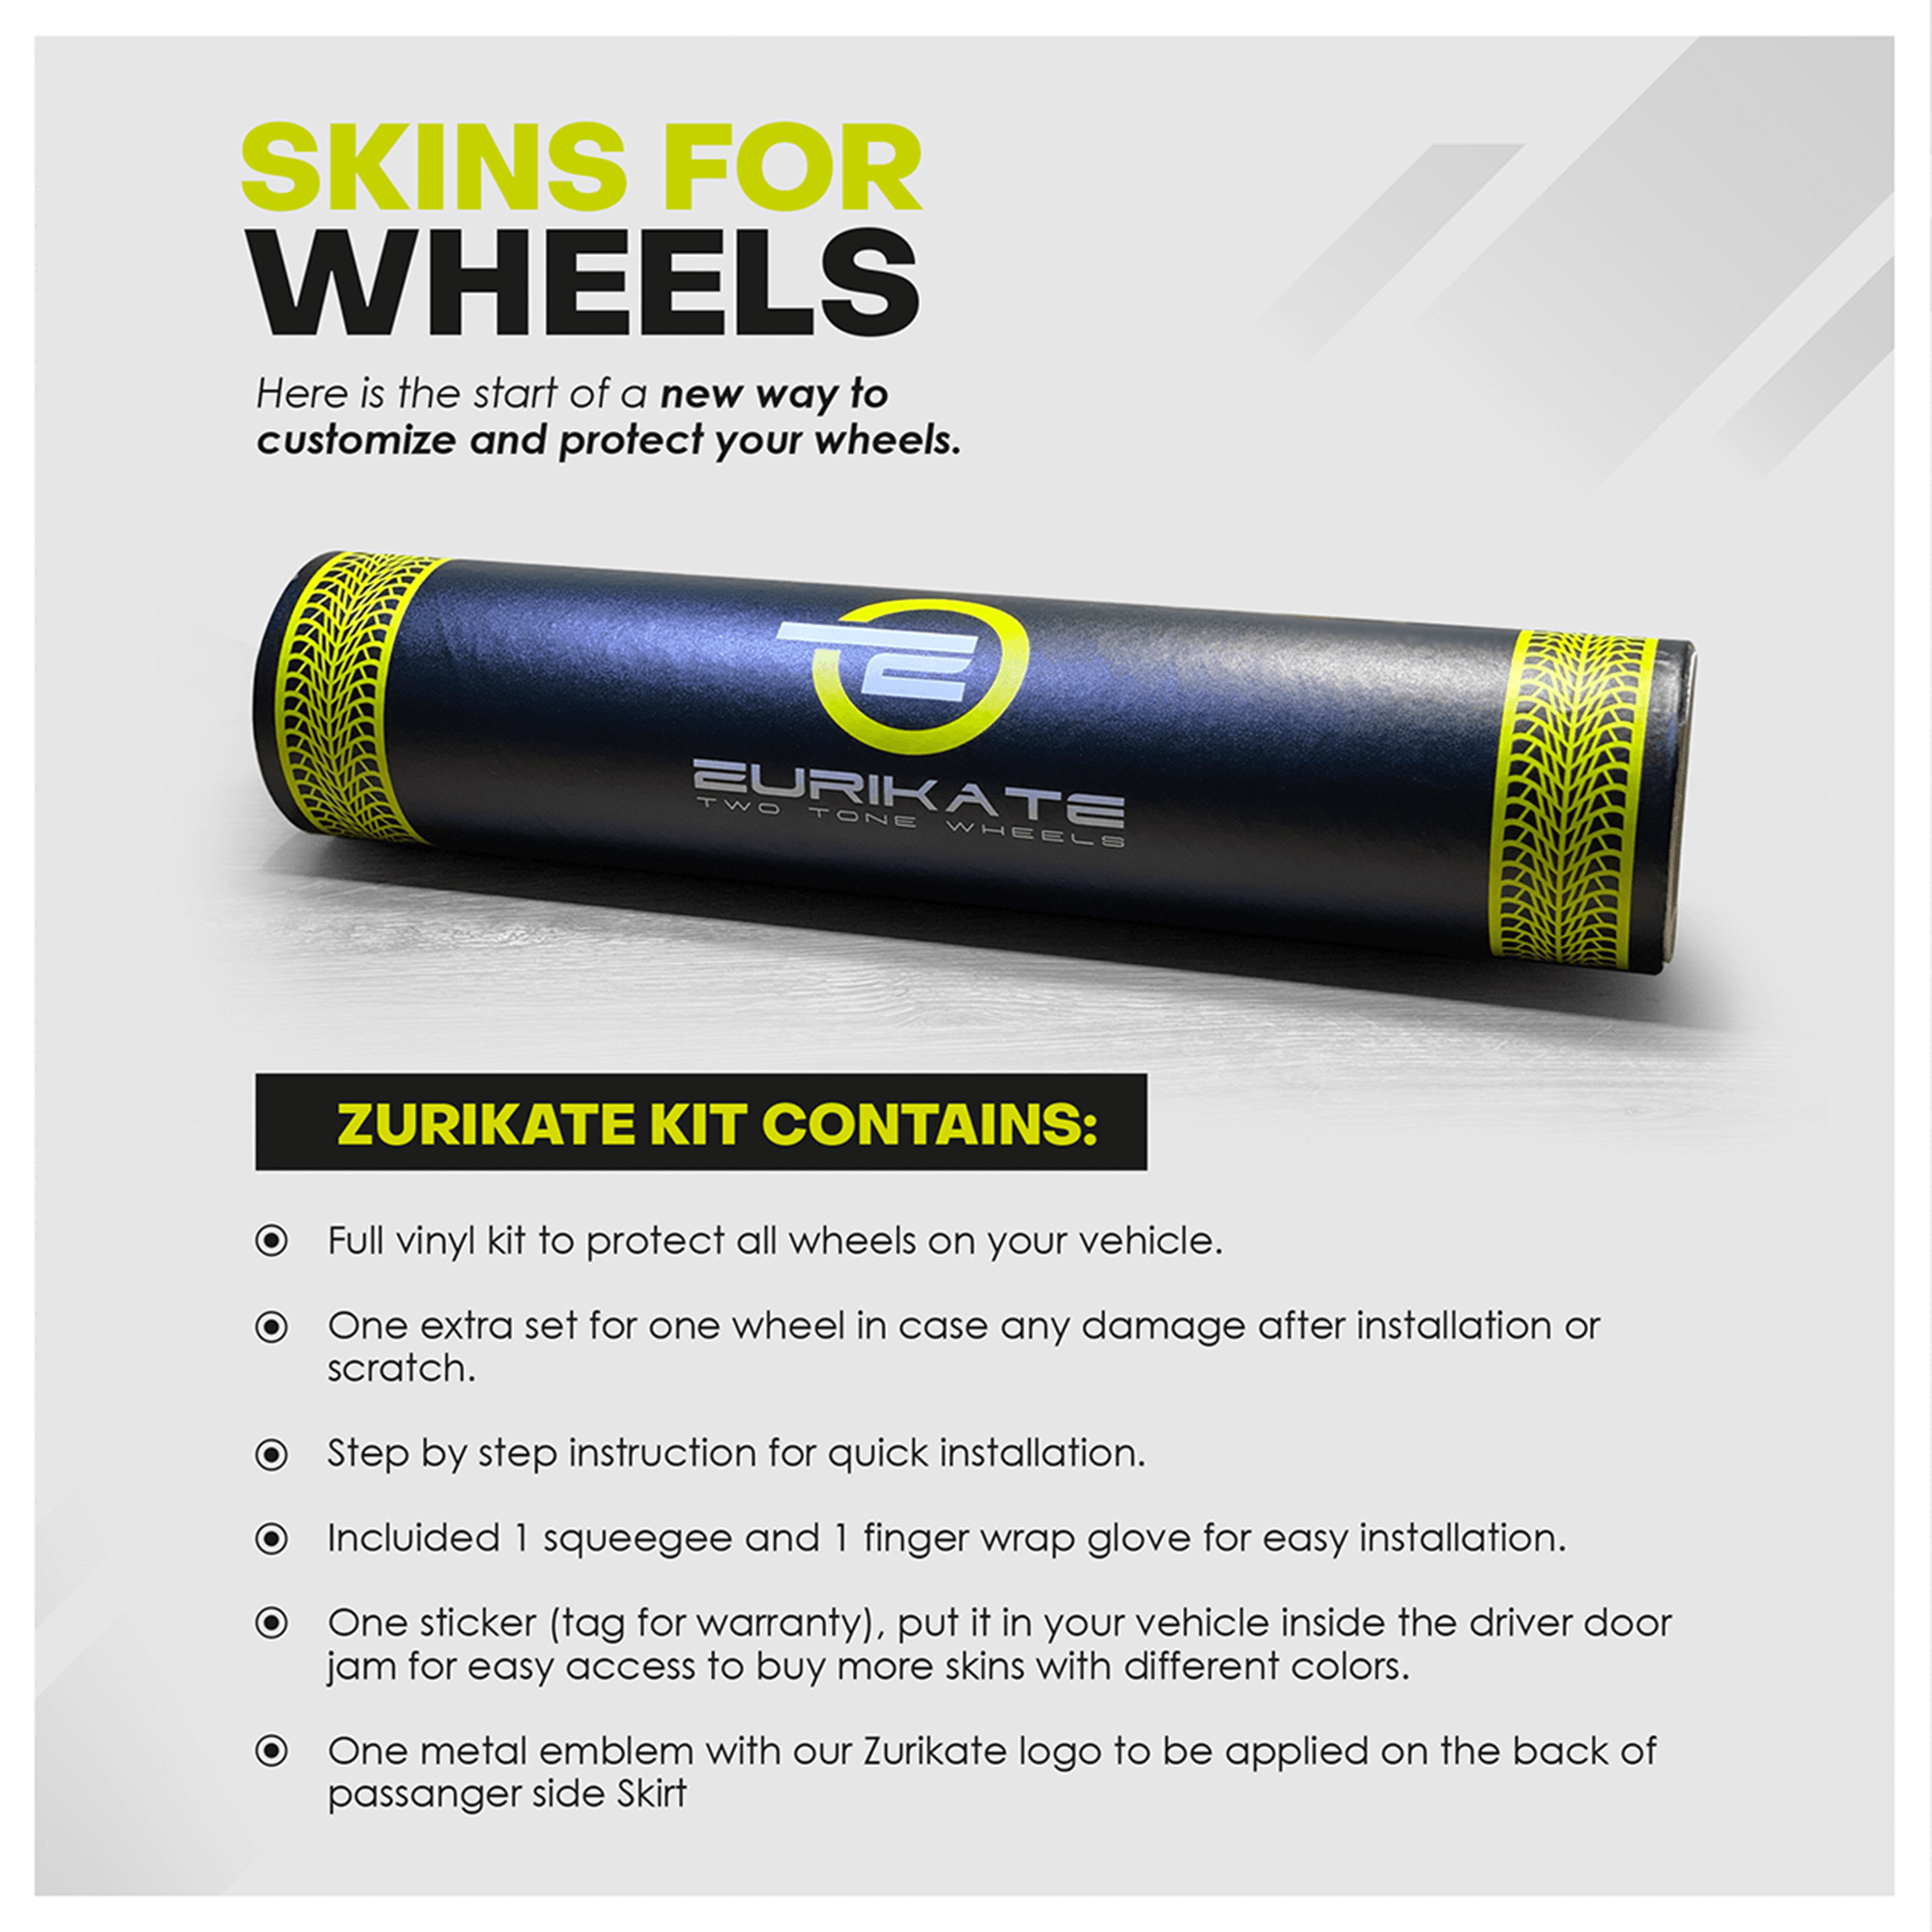 SKINS FOR
WHEELS
Here is the start of a new way to
customize and protect your wheels.
ZURIKATE
TWO TONE WHEELS
ZURIKATE KIT CONTAINS:
Full vinyl kit to protect all wheels on your vehicle.
One extra set for one wheel in case any damage after installation or
scratch.
Step by step instruction for quick installation.
Incluided 1 squeegee and 1 finger wrap glove for easy installation.
One sticker (tag for warranty), put it in your vehicle inside the driver door
jam for easy access to buy more skins with different colors.
One metal emblem with our Zurikate logo to be applied on the back of
passanger side Skirt